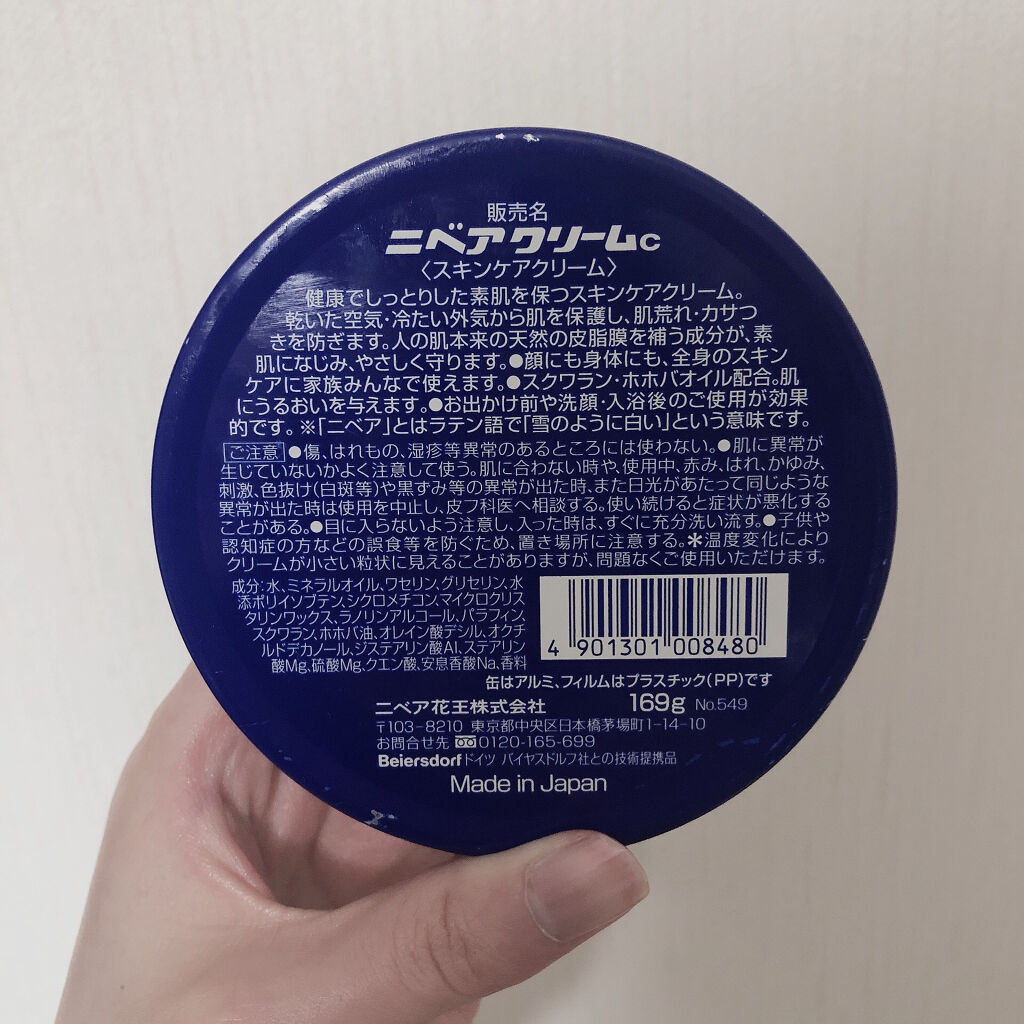 販売名
ニベアクリームc
〈スキンケアクリーム〉
健康でしっとりした素肌を保つスキンケアクリーム。
乾いた空気・冷たい外気から肌を保護し、肌荒れ・カサつ
きを防ぎます。人の肌本来の天然の皮脂膜を補う成分が、素
肌になじみ、やさしく守ります。●顔にも身体にも、全身のスキン
ケアに家族みんなで使えます。●スクワラン・ホホバオイル配合。肌
にうるおいを与えます。●お出かけ前や洗顔・入浴後のご使用が効果
的です。※「ニベア」とはラテン語で「雪のように白い」という意味です。
ご注意 ●傷、はれもの、湿疹等異常のあるところには使わない。●肌に異常が
生じていないかよく注意して使う。肌に合わない時や、使用中、赤み、はれ、かゆみ、
刺激、色抜け(白斑等)や黒ずみ等の異常が出た時、また日光があたって同じような
異常が出た時は使用を中止し、皮フ科医へ相談する。使い続けると症状が悪化する
ことがある。●目に入らないよう注意し、入った時は、すぐに充分洗い流す。●子供や
認知症の方などの誤食等を防ぐため、置き場所に注意する。＊温度変化により
クリームが小さい粒状に見えることがありますが、問題なくご使用いただけます。
成分：水、ミネラルオイル、ワセリン、グリセリン、水
添ポリイソブテン、シクロメチコン、マイクロクリス
タリンワックス、ラノリンアルコール、パラフィン、
スクワラン、ホホバ油、オレイン酸デシル、オクチ
ルドデカノール、ジステアリン酸Al、ステアリン
酸Mg、硫酸Mg、クエン酸、安息香酸Na、香料
4 901301 008480
缶はアルミ、フィルムはプラスチック(PP)です
ニベア花王株式会社 169g No.549
〒103-8210 東京都中央区日本橋茅場町1-14-10
お問合せ先 0120-165-699
Beiersdorf ドイツ バイヤスドルフ社との技術提携品
Made in Japan